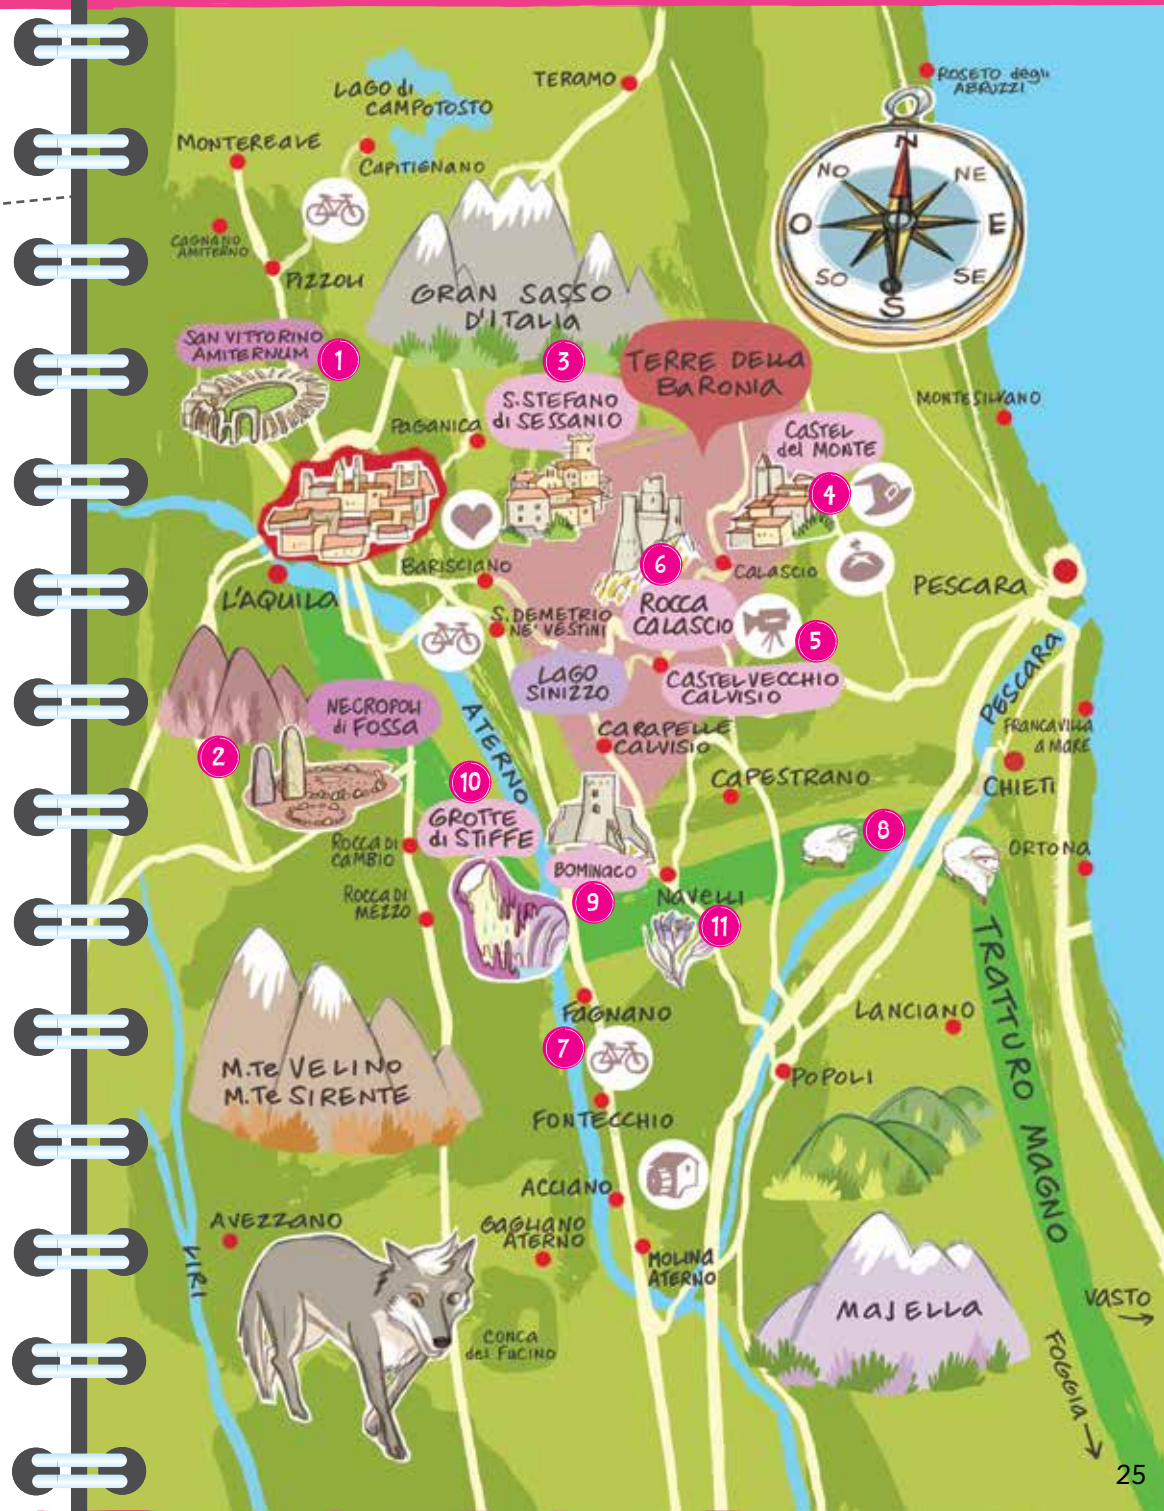 ROSETO degli
ABRUZZI
TERAMO
LAGO di
CAMPOTOSTO
MONTEREALE
CAPITIGNANO
N
NO
NE
O
E
SO
SE
S
CAGNANO
AMITERNO
PIZZOLI
GRAN SASSO
D'ITALIA
SAN VITTORINO
AMITERNUM
1
3
TERRE DELLA
BARONIA
S.STEFANO
di SESSANIO
PAGANICA
MONTESILVANO
CASTEL
del MONTE
4
BARISCIANO
6
CALASCIO
PESCARA
L'AQUILA
S. DEMETRIO
NE' VESTINI
ROCCA
CALASCIO
5
LAGO
SINIZZO
CASTELVECCHIO
CALVISIO
PESCARA
NECROPOLI
di FOSSA
2
ATERNO
CARAPELLE
CALVISIO
FRANCAVILLA
A MARE
CHIETI
CAPESTRANO
10
GROTTE
di STIFFE
8
ROCCA DI
CAMBIO
ORTONA
BOMINACO
9
ROCCA DI
MEZZO
NAVELLI
11
TRATTURO MAGNO
FAGNANO
7
LANCIANO
M.Te VELINO
M.Te SIRENTE
POPOLI
FONTECCHIO
ACCIANO
AVEZZANO
GAGLIANO
ATERNO
MOLINA
ATERNO
LIRI
MAJELLA
VASTO
CONCA
del FUCINO
FOGGIA
25